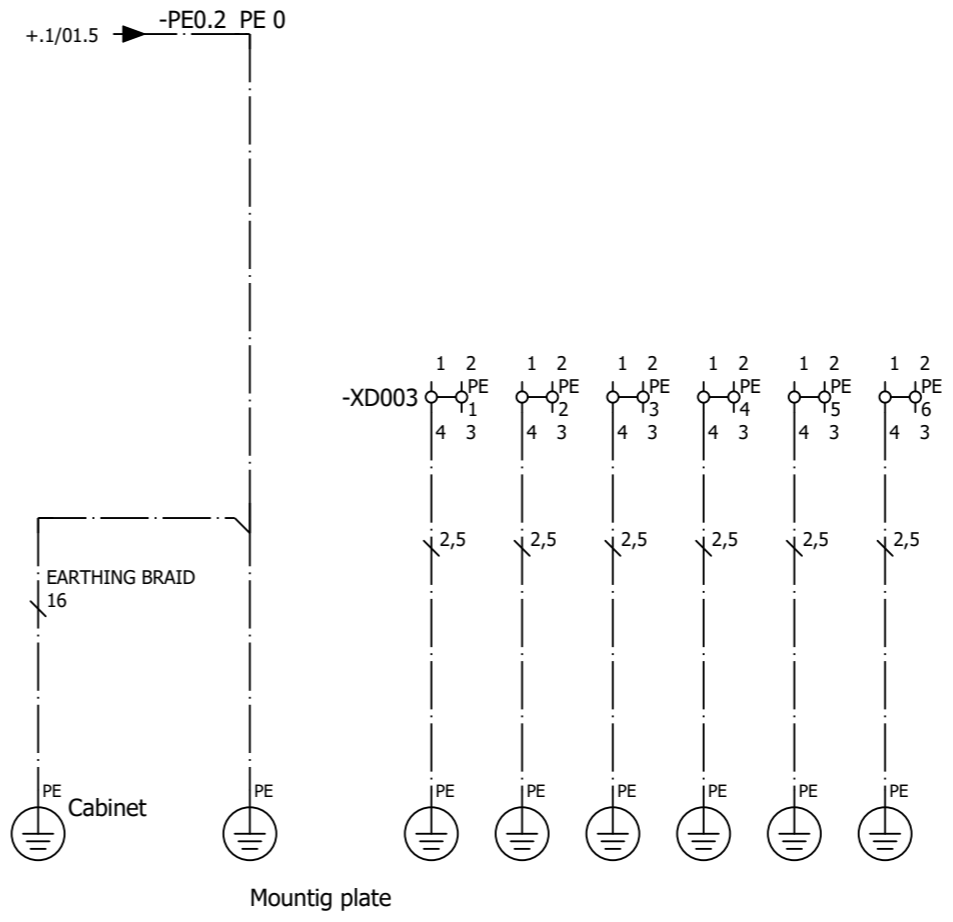 -PE0.2 PE 0
+.1/01.5
1 2 1 2 1 2 1 2 1 2 1 2
PE PE PE PE PE PE
-XD003
1 2 3 4 5 6
4 3 4 3 4 3 4 3 4 3 4 3
2,5 2,5 2,5 2,5 2,5 2,5
EARTHING BRAID
16
PE PE PE PE PE PE PE PE
Cabinet
Mountig plate